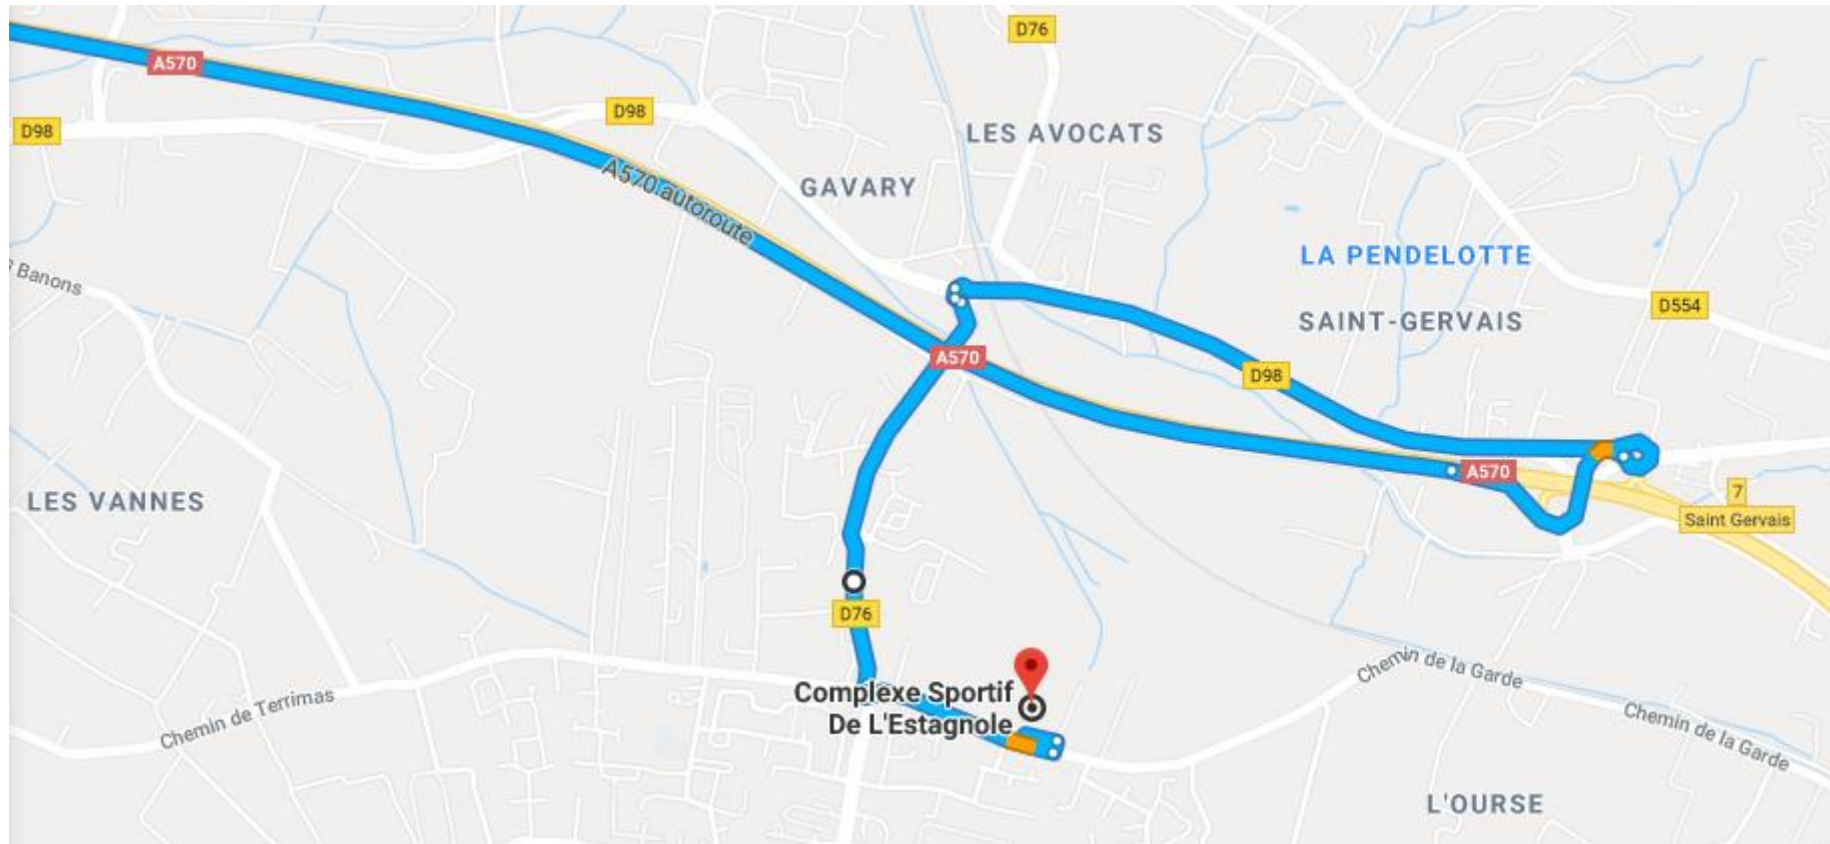 D76
A570
D98
D98
LES AVOCATS
A570 autoroute
GAVARY
LA PENDELOTTE
Banons
D554
SAINT-GERVAIS
A570
D98
A570
7
Saint Gervais
LES VANNES
D76
Chemin de la Garde
Complexe Sportif
De L'Estagnole
Chemin de Terrimas
Chemin de la Garde
L'OURSE